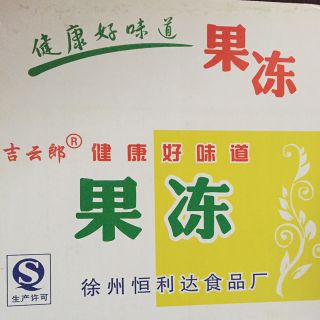 健康好味道 果冻
吉云郎® 健康好味道
果冻
生产许可
徐州恒利达食品厂